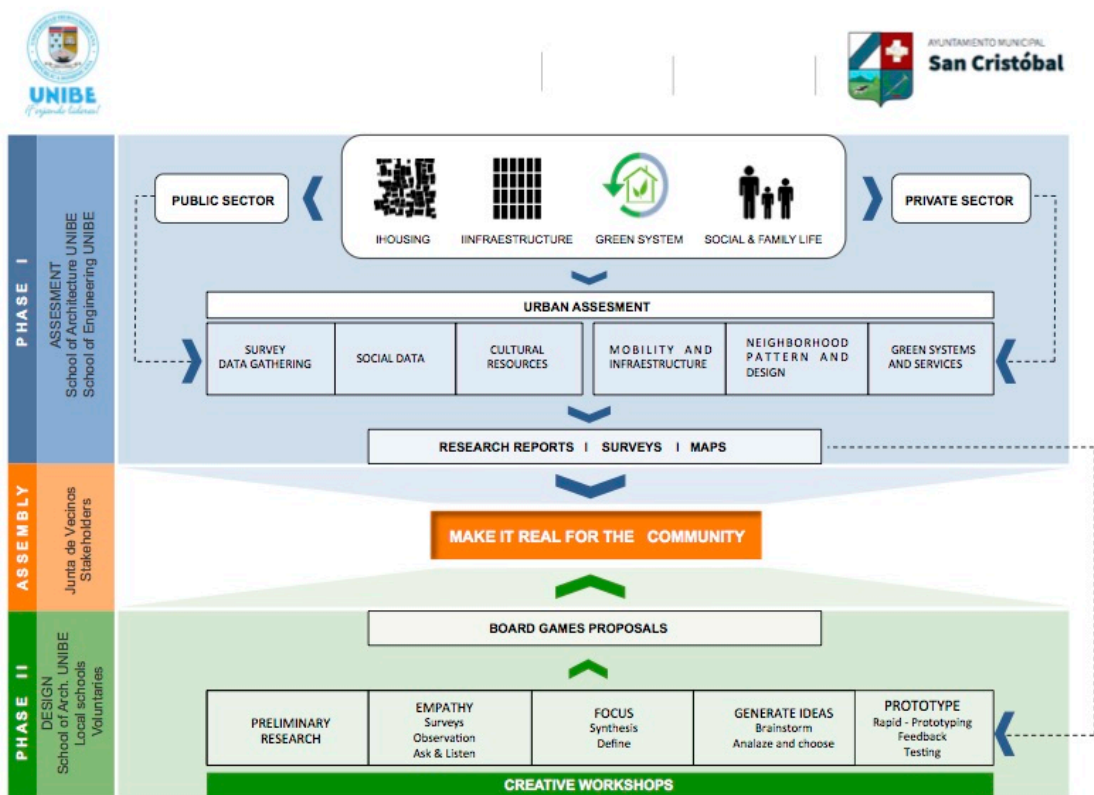 UNIBE
¡Forjando líderes!
AYUNTAMIENTO MUNICIPAL
San Cristóbal
PHASE I
ASSESMENT
School of Architecture UNIBE
School of Engineering UNIBE
PUBLIC SECTOR
IHOUSING
IINFRAESTRUCTURE
GREEN SYSTEM
SOCIAL & FAMILY LIFE
PRIVATE SECTOR
URBAN ASSESMENT
SURVEY
DATA GATHERING
SOCIAL DATA
CULTURAL
RESOURCES
MOBILITY AND
INFRAESTRUCTURE
NEIGHBORHOOD
PATTERN AND
DESIGN
GREEN SYSTEMS
AND SERVICES
RESEARCH REPORTS I SURVEYS I MAPS
ASSEMBLY
Junta de Vecinos
Stakeholders
MAKE IT REAL FOR THE COMMUNITY
PHASE II
DESIGN
School of Arch. UNIBE
Local schools
Voluntaries
BOARD GAMES PROPOSALS
PRELIMINARY
RESEARCH
EMPATHY
Surveys
Observation
Ask & Listen
FOCUS
Synthesis
Define
GENERATE IDEAS
Brainstorm
Analaze and choose
PROTOTYPE
Rapid - Prototyping
Feedback
Testing
CREATIVE WORKSHOPS